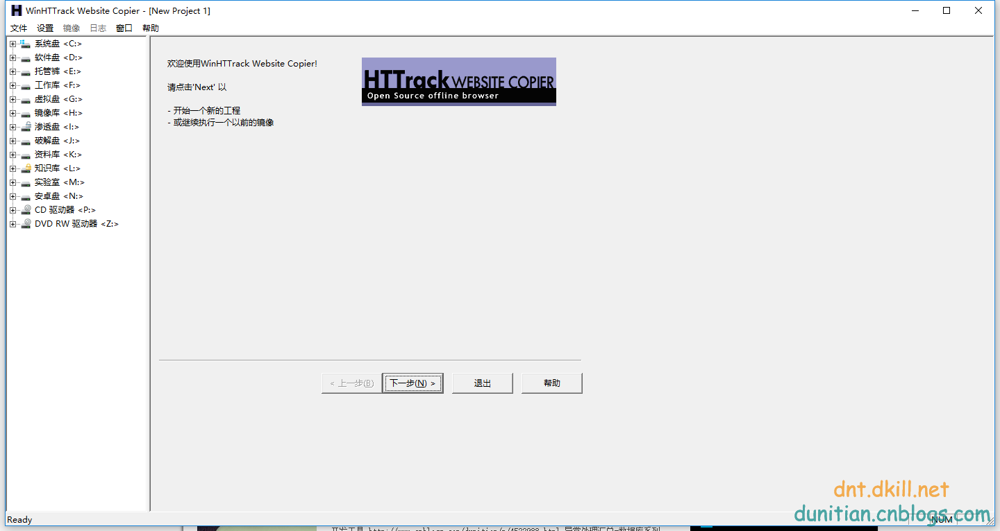 WinHTTrack Website Copier - [New Project 1]
文件 设置 镜像 日志 窗口 帮助
系统盘 <C:>
软件盘 <D:>
托管裤 <E:>
工作库 <F:>
虚拟盘 <G:>
镜像库 <H:>
渗透盘 <I:>
破解盘 <J:>
资料库 <K:>
知识库 <L:>
实验室 <M:>
安卓盘 <N:>
CD 驱动器 <P:>
DVD RW 驱动器 <Z:>
欢迎使用WinHTTrack Website Copier!
请点击'Next' 以
- 开始一个新的工程
- 或继续执行一个以前的镜像
HTTrack WEBSITE COPIER
Open Source offline browser
< 上一步(B) 下一步(N) > 退出 帮助
dnt.dkill.net
dunitian.cnblogs.com
Ready NUM